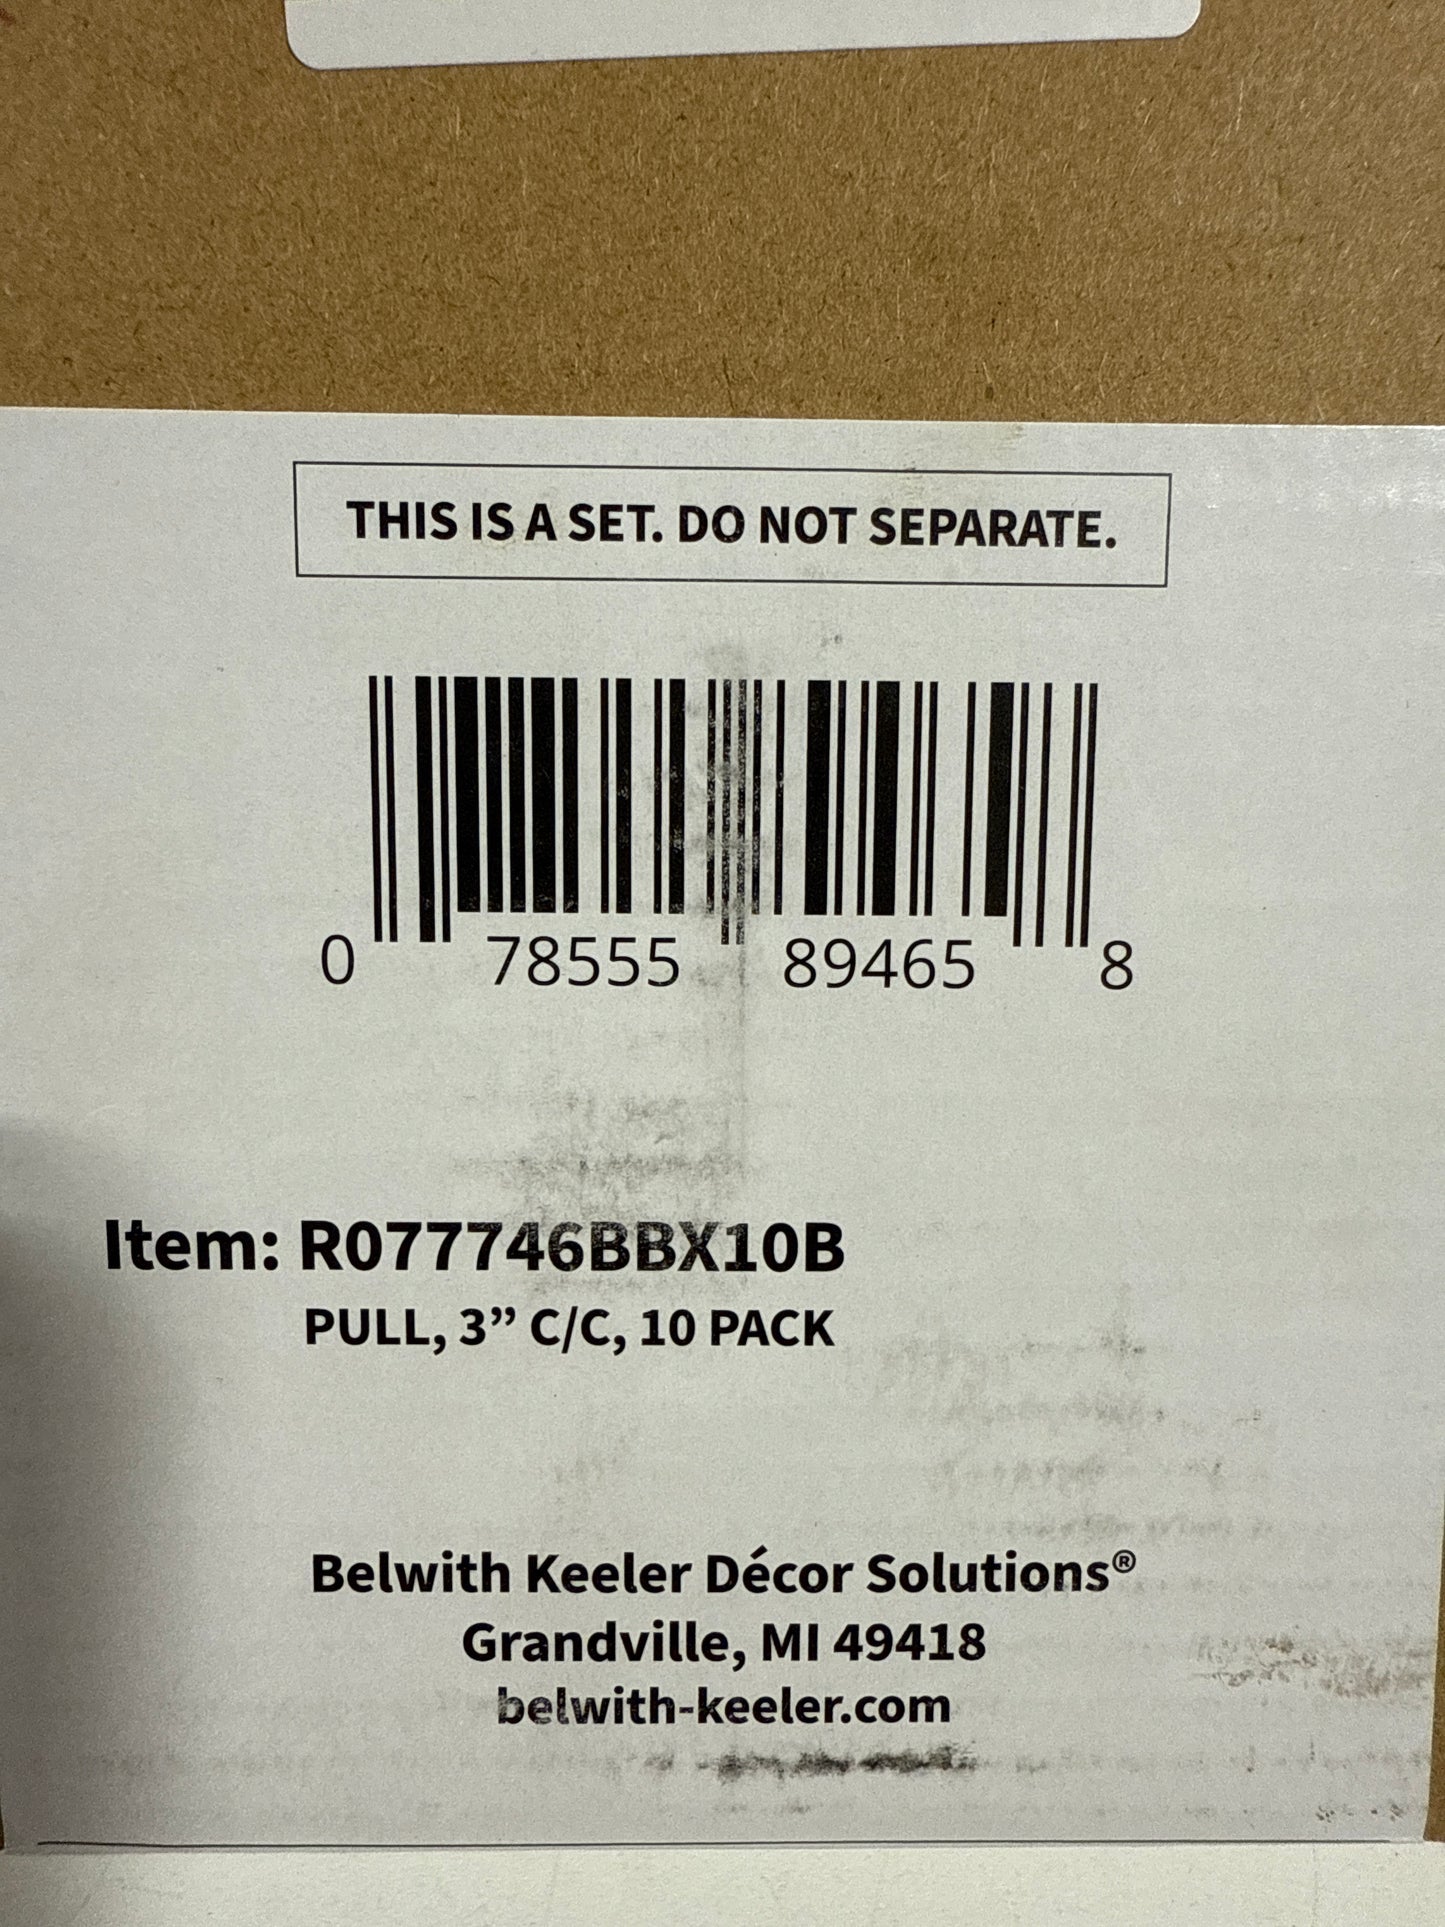 THIS IS A SET. DO NOT SEPARATE.
0 78555 89465 8
Item: R077746BBX10B
PULL, 3” C/C, 10 PACK
Belwith Keeler Décor Solutions®
Grandville, MI 49418
belwith-keeler.com